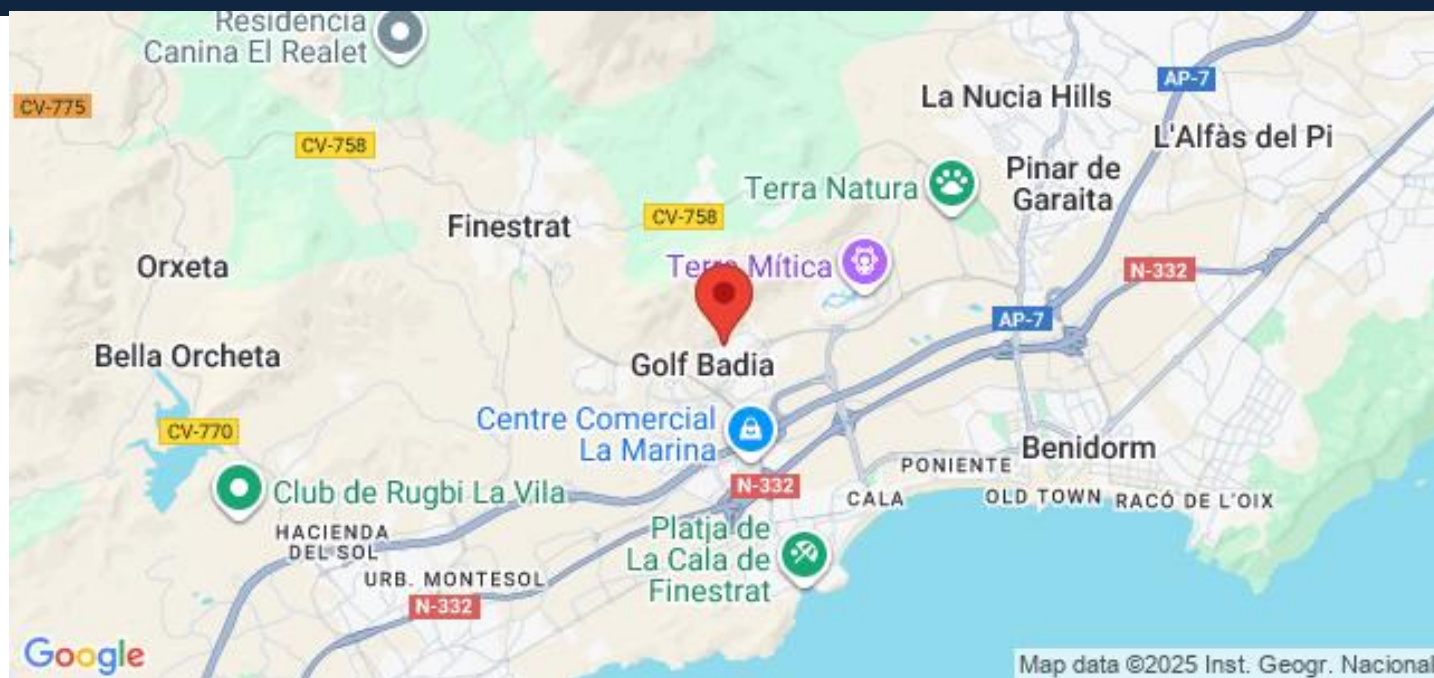 Residencia
Canina El Realet
CV-775
AP-7
La Nucia Hills
CV-758
L'Alfàs del Pi
Terra Natura
Pinar de
Garaita
Finestrat
CV-758
Orxeta
Terra Mítica
N-332
AP-7
Bella Orcheta
Golf Badia
Centre Comercial
La Marina
CV-770
Benidorm
PONIENTE
Club de Rugbi La Vila
N-332
CALA
OLD TOWN
RACÓ DE L'OIX
HACIENDA
DEL SOL
Platja de
La Cala de
Finestrat
URB. MONTESOL
N-332
Google
Map data ©2025 Inst. Geogr. Nacional